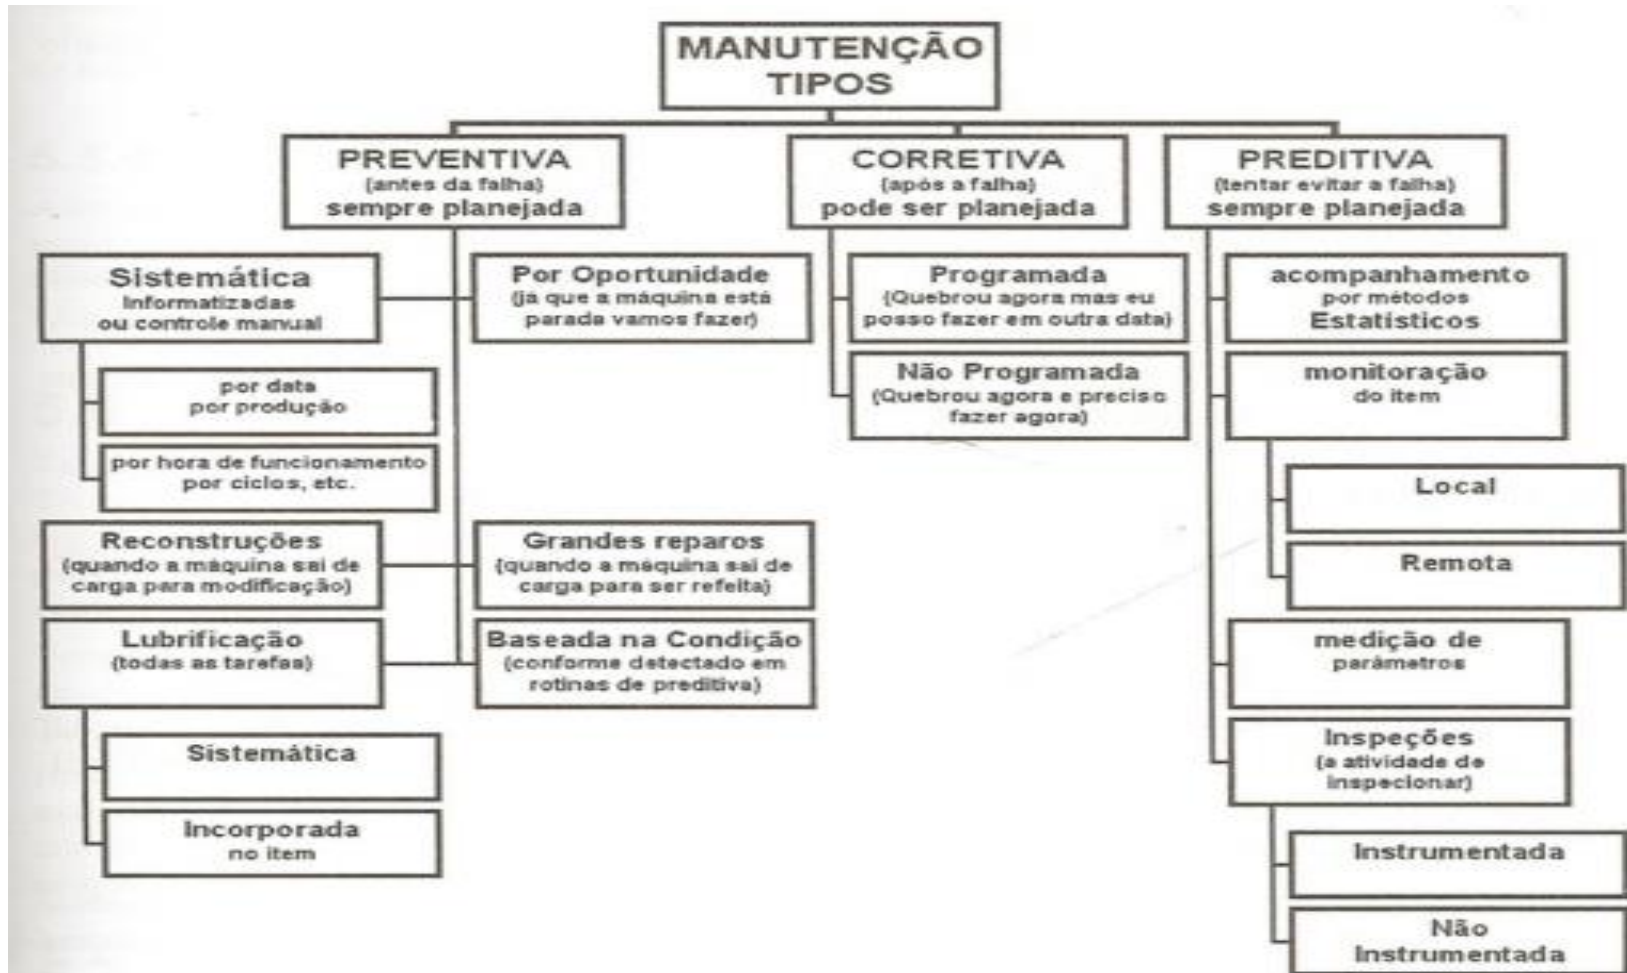 MANUTENÇÃO
TIPOS
PREVENTIVA
(antes da falha)
sempre planejada
Sistemática
Informatizadas
ou controle manual
por data
por produção
por hora de funcionamento
por ciclos, etc.
Por Oportunidade
(já que a máquina está
parada vamos fazer)
Reconstruções
(quando a máquina sai de
carga para modificação)
Grandes reparos
(quando a máquina sai de
carga para ser refeita)
Lubrificação
(todas as tarefas)
Sistemática
Incorporada
no item
Baseada na Condição
(conforme detectado em
rotinas de preditiva)
CORRETIVA
(após a falha)
pode ser planejada
Programada
(Quebrou agora mas eu
posso fazer em outra data)
Não Programada
(Quebrou agora e preciso
fazer agora)
PREDITIVA
(tentar evitar a falha)
sempre planejada
acompanhamento
por métodos
Estatísticos
monitoração
do item
Local
Remota
medição de
parâmetros
Inspeções
(a atividade de
inspecionar)
Instrumentada
Não
Instrumentada